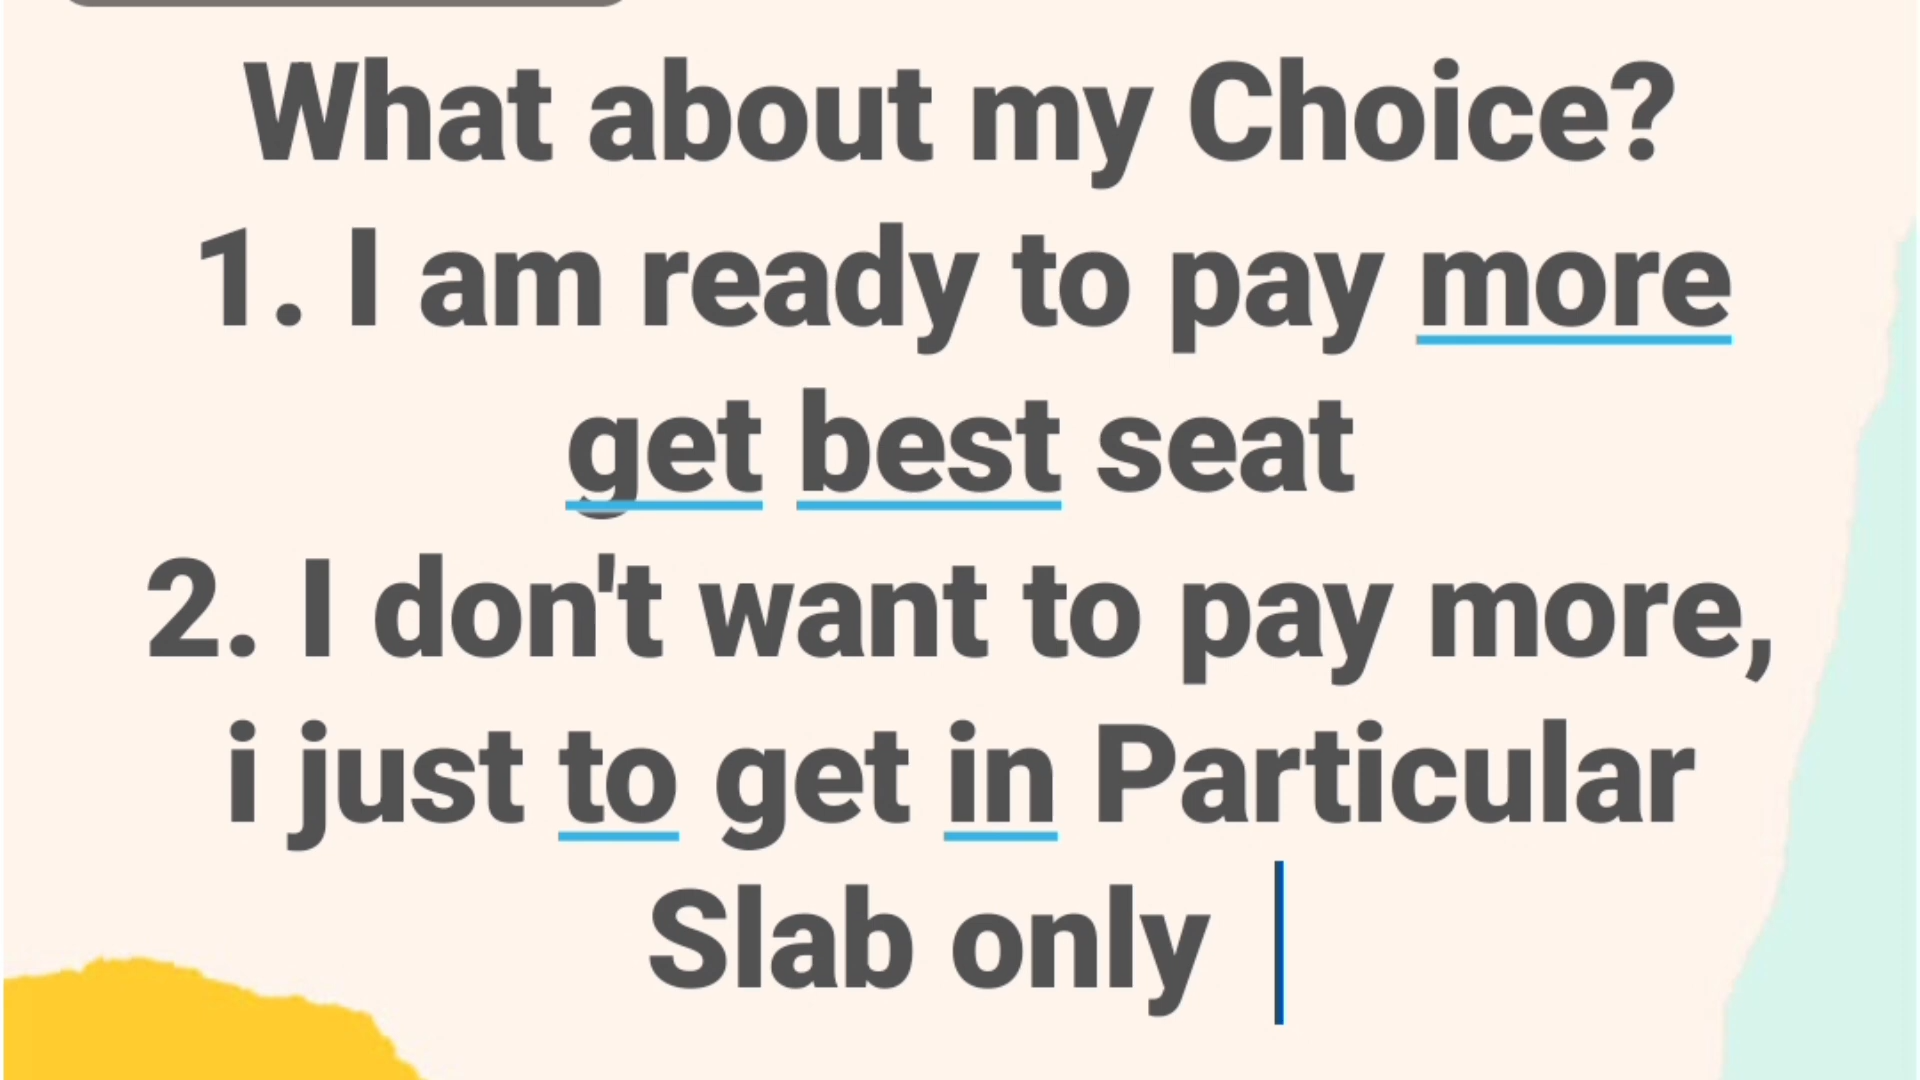 What about my Choice?
1. I am ready to pay more
get best seat
2. I don't want to pay more,
i just to get in Particular
Slab only